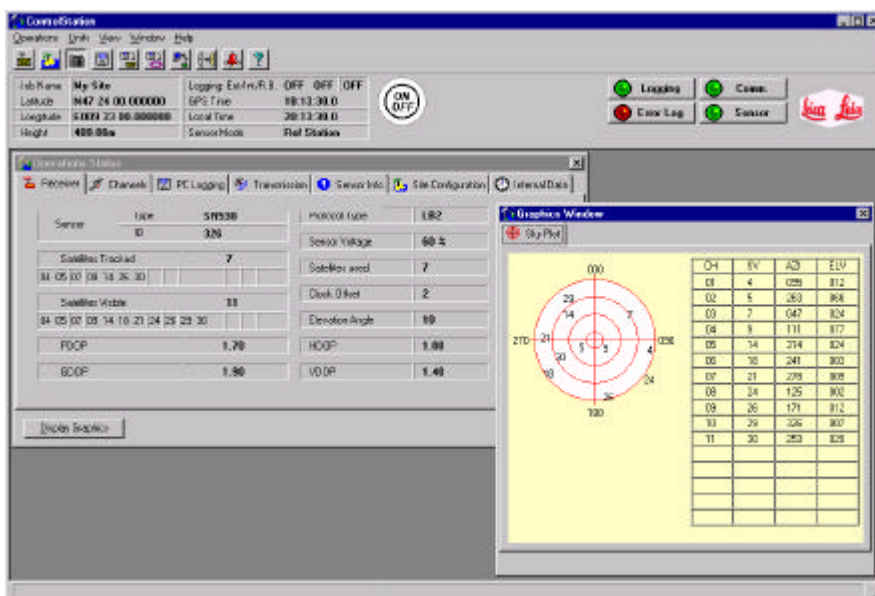 ControlStation
Operations Units View Window Help
Job Name My Site
Latitude N47 24 00.000000
Longitude E009 33 00.000000
Height 400.00m
Logging Ext/Int/R.B. OFF OFF OFF
GPS Time 18:13:30.0
Local Time 20:13:30.0
Sensor Mode Ref Station
ON OFF
Logging Comm.
Error Log Sensor
Leica
Operations Status
Receiver Channels PC Logging Transmission Sensor Info Site Configuration Internal Data
Sensor Type SR530
ID 326
Satellites Tracked 7
04 05 07 09 14 26 30
Satellites Visible 11
04 05 07 09 14 18 21 24 26 29 30
PDOP 1.70
GDOP 1.90
Protocol Type LB2
Sensor Voltage 60 %
Satellites used 7
Clock Offset 2
Elevation Angle 10
HDOP 1.00
VDOP 1.40
Display Graphics
Graphics Window
Sky Plot
000
090
180
270
29
14
7
21
5
9
4
30
18
24
26
CH SV AZI ELV
01 4 095 012
02 5 263 066
03 7 047 024
04 9 111 077
05 14 314 024
06 18 241 003
07 21 279 009
08 24 125 002
09 26 171 012
10 29 326 007
11 30 253 029